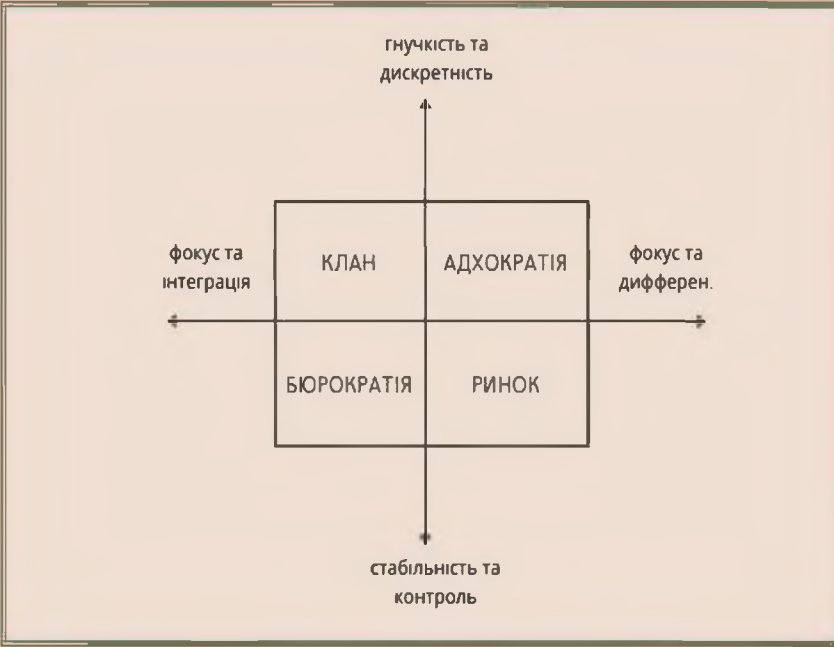 гнучкість та
дискретність
фокус та
інтеграція
КЛАН
АДХОКРАТІЯ
фокус та
дифферен.
БЮРОКРАТІЯ
РИНОК
стабільність та
контроль